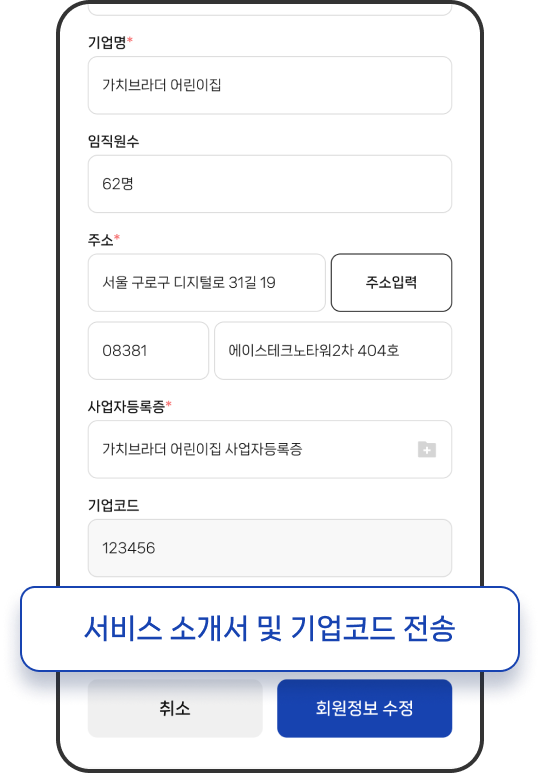 기업명*
가치브라더 어린이집
임직원수
62명
주소*
서울 구로구 디지털로 31길 19
주소입력
08381
에이스테크노타워2차 404호
사업자등록증*
가치브라더 어린이집 사업자등록증
기업코드
123456
서비스 소개서 및 기업코드 전송
취소
회원정보 수정